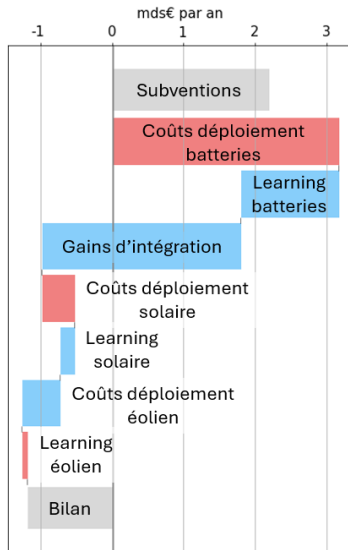 mds€ par an
-1 0 1 2 3
Subventions
Coûts déploiement
batteries
Learning
batteries
Gains d'intégration
Coûts déploiement
solaire
Learning
solaire
Coûts déploiement
éolien
Learning
éolien
Bilan